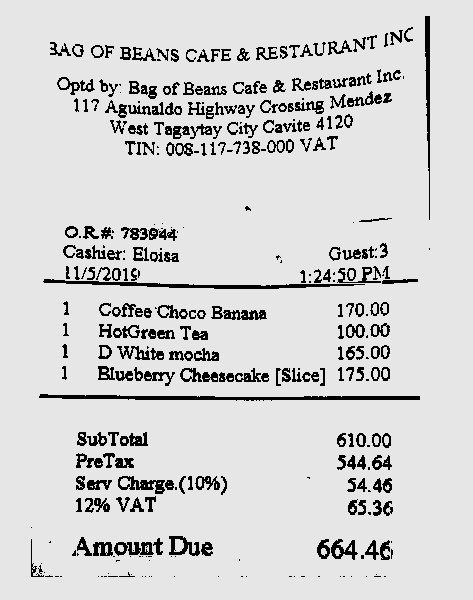 BAG OF BEANS CAFE & RESTAURANT INC
Optd by: Bag of Beans Cafe & Restaurant Inc.
117 Aguinaldo Highway Crossing Mendez
West Tagaytay City Cavite 4120
TIN: 008-117-738-000 VAT
O.R.#: 783944
Cashier: Eloisa Guest:3
11/5/2019 1:24:50 PM
1 Coffee Choco Banana 170.00
1 HotGreen Tea 100.00
1 D White mocha 165.00
1 Blueberry Cheesecake [Slice] 175.00
SubTotal 610.00
PreTax 544.64
Serv Charge.(10%) 54.46
12% VAT 65.36
Amount Due 664.46